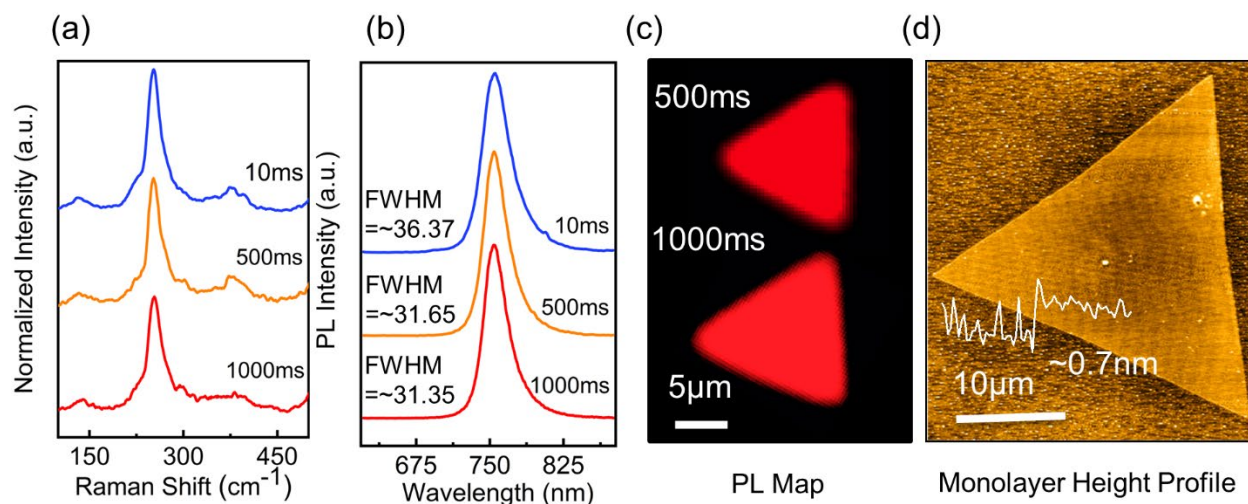 (a)
Normalized Intensity (a.u.)
10ms
500ms
1000ms
150 300 450
Raman Shift (cm⁻¹)
(b)
PL Intensity (a.u.)
FWHM
=~36.37
10ms
FWHM
=~31.65
500ms
FWHM
=~31.35
1000ms
675 750 825
Wavelength (nm)
(c)
500ms
1000ms
5µm
PL Map
(d)
~0.7nm
10µm
Monolayer Height Profile